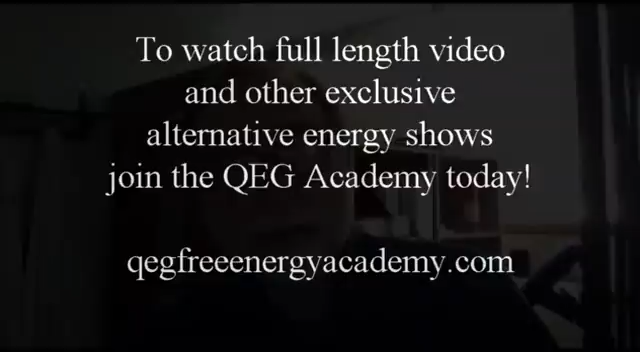 To watch full length video
and other exclusive
alternative energy shows
join the QEG Academy today!
qegfreeenergyacademy.com